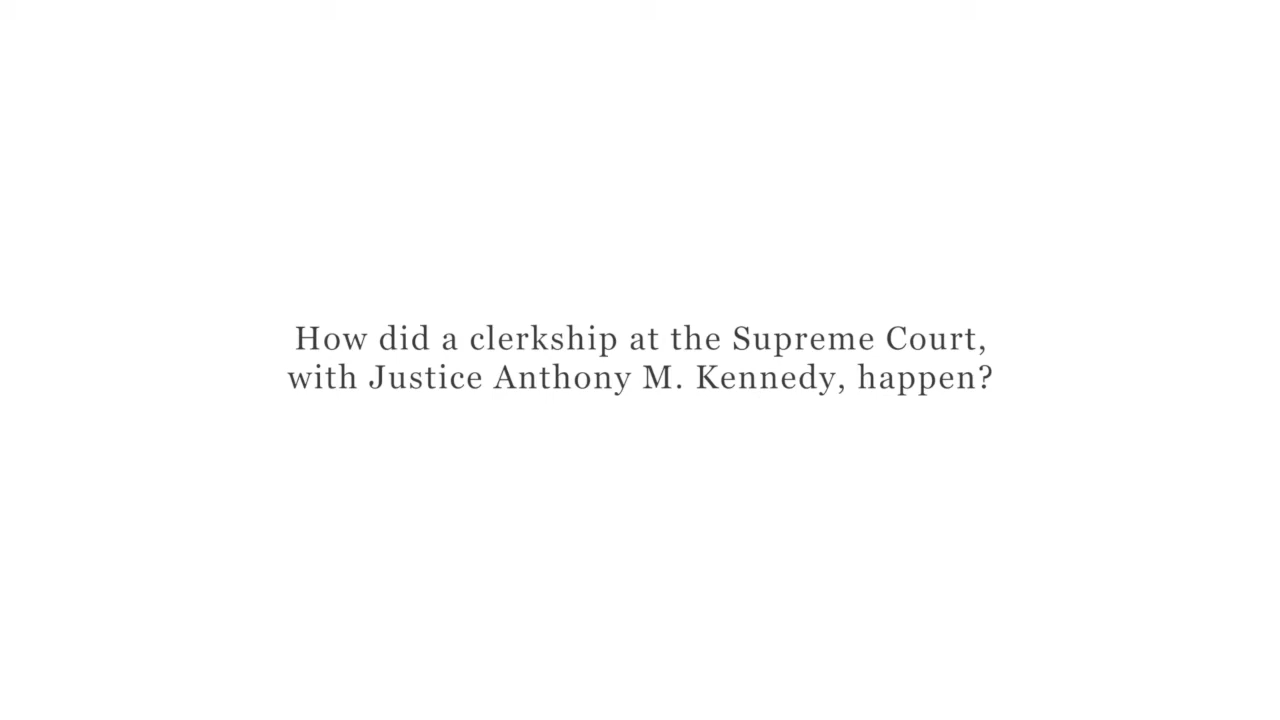 How did a clerkship at the Supreme Court,
with Justice Anthony M. Kennedy, happen?